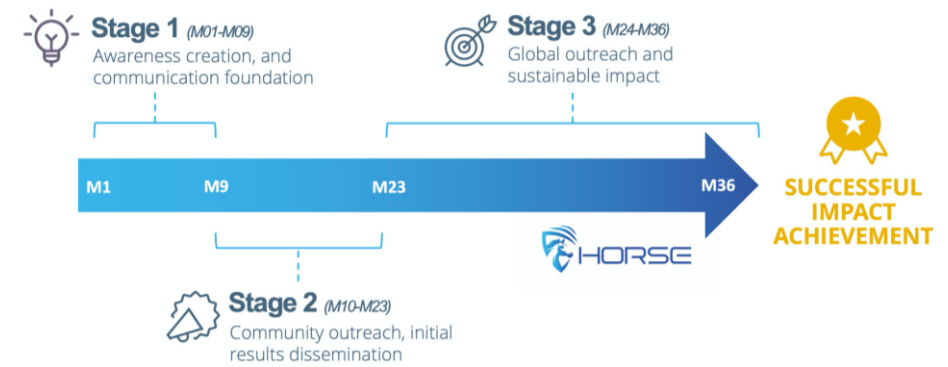 Stage 1 (M01-M09)
Awareness creation, and
communication foundation
Stage 3 (M24-M36)
Global outreach and
sustainable impact
M1
M9
M23
M36
SUCCESSFUL
IMPACT
ACHIEVEMENT
HORSE
Stage 2 (M10-M23)
Community outreach, initial
results dissemination